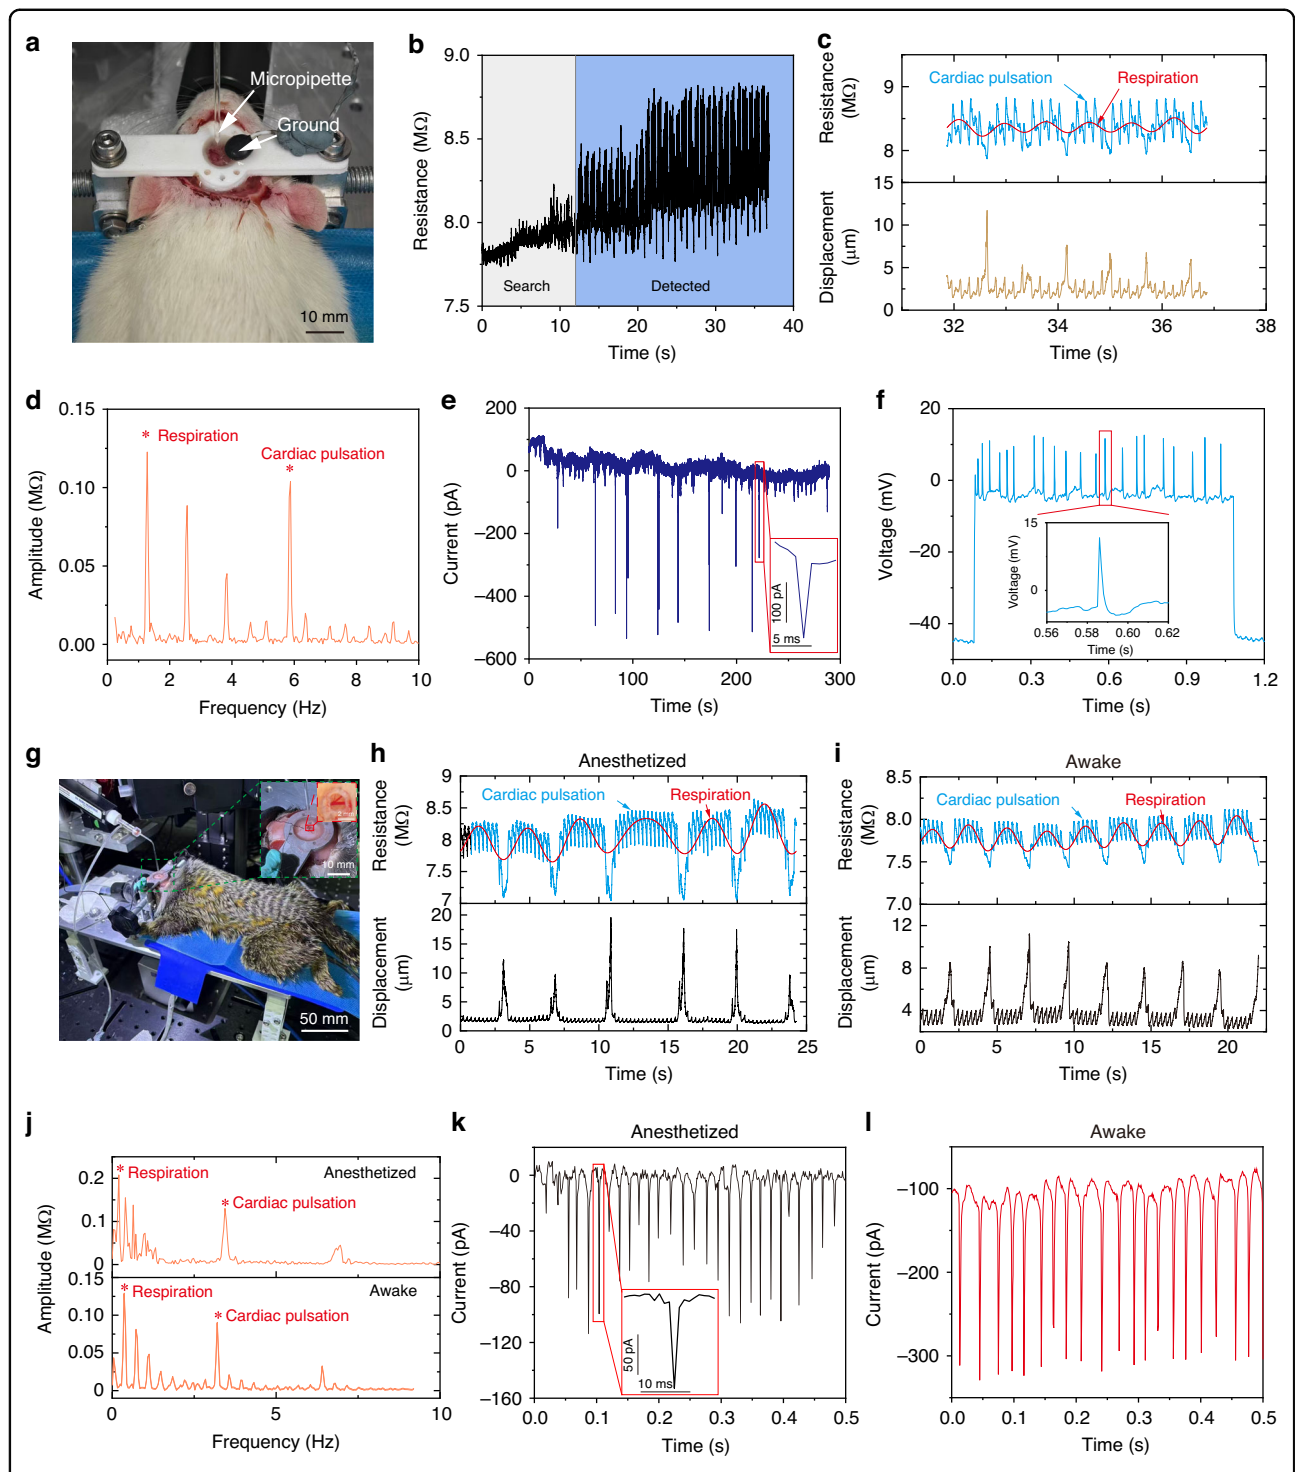 a
Micropipette
Ground
10 mm
b
9.0
8.5
8.0
7.5
Resistance (MΩ)
Search
Detected
0
10
20
30
40
Time (s)
c
9.5
8
Resistance
(MΩ)
Cardiac pulsation
Respiration
15
10
5
0
Displacement
(μm)
32
34
36
38
Time (s)
d
0.15
0.10
0.05
0.00
Amplitude (MΩ)
* Respiration
Cardiac pulsation
*
0
2
4
6
8
10
Frequency (Hz)
e
200
0
−200
−400
−600
Current (pA)
100 pA
5 ms
0
100
200
300
Time (s)
f
20
0
−20
−40
Voltage (mV)
15
0
Voltage (mV)
0.56
0.60
0.62
Time (s)
0.0
0.3
0.6
0.9
1.2
Time (s)
g
10 mm
50 mm
h
Anesthetized
9
8.5
8
7.5
7
Resistance
(MΩ)
Cardiac pulsation
Respiration
20
15
10
5
0
Displacement
(μm)
0
5
10
15
20
25
Time (s)
i
Awake
8.5
8.0
7.5
7.0
Resistance
(MΩ)
Cardiac pulsation
Respiration
12
8
4
Displacement
(μm)
0
5
10
15
20
Time (s)
j
0.2
0.1
0
* Respiration
Anesthetized
* Cardiac pulsation
Amplitude (MΩ)
0.15
0.10
0.05
0
* Respiration
Awake
* Cardiac pulsation
0
5
10
Frequency (Hz)
k
Anesthetized
0
−40
−80
−120
−160
Current (pA)
50 pA
10 ms
0.0
0.1
0.2
0.3
0.4
0.5
Time (s)
l
Awake
−100
−200
−300
Current (pA)
0.0
0.1
0.2
0.3
0.4
0.5
Time (s)